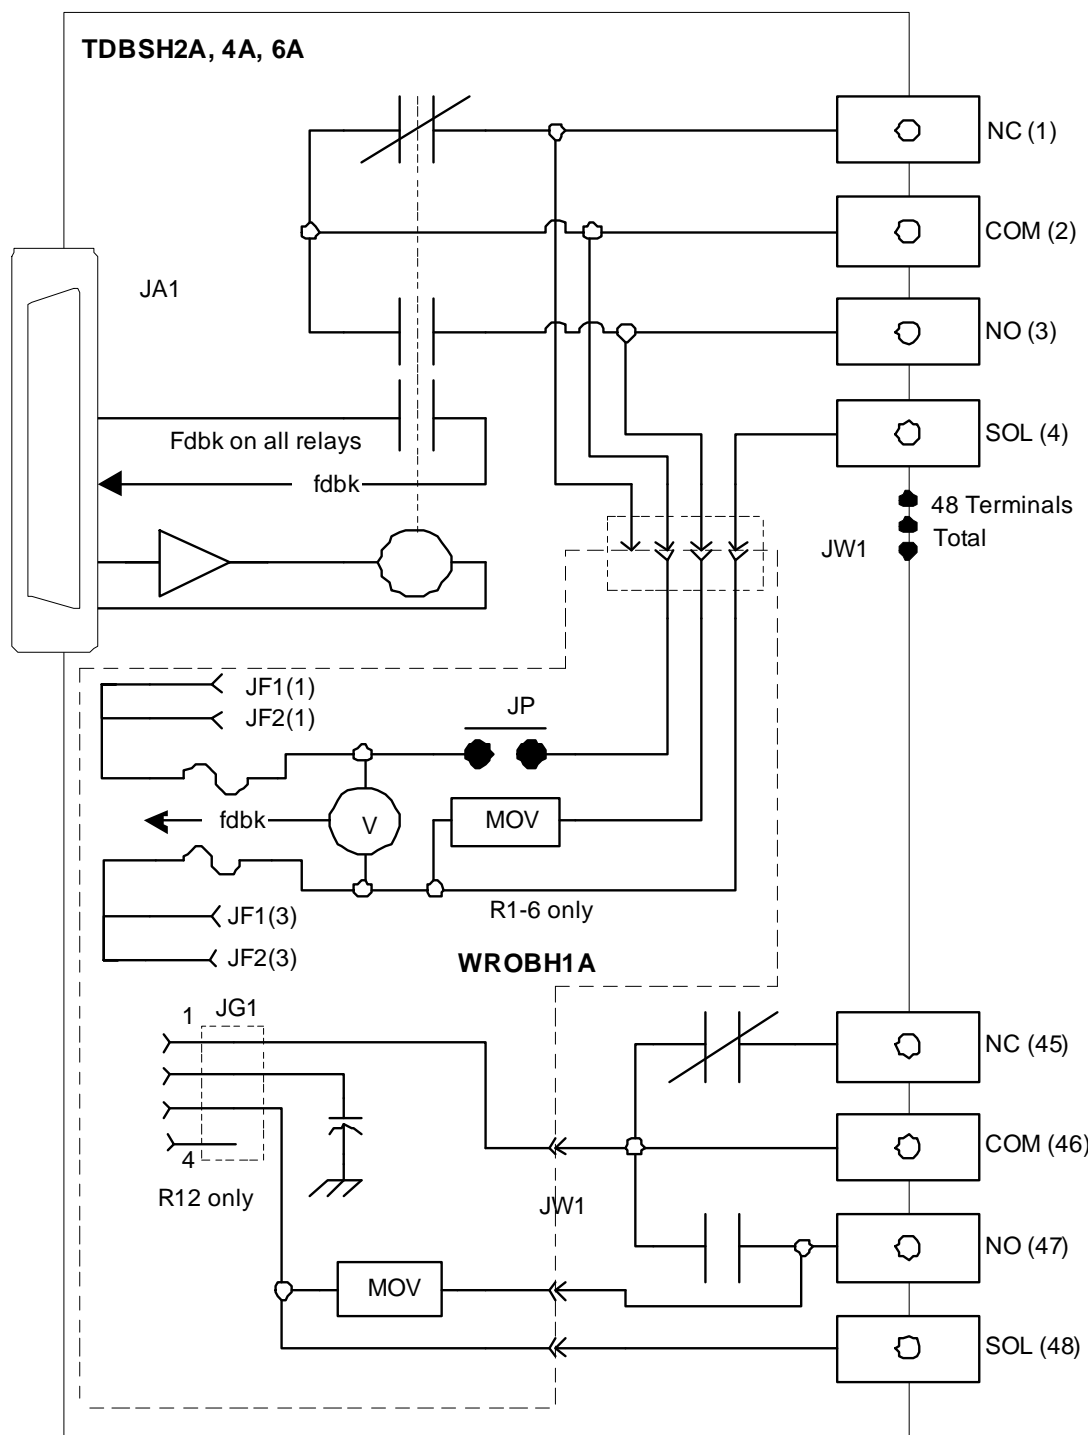 TDBSH2A, 4A, 6A
NC (1)
COM (2)
JA1
NO (3)
SOL (4)
Fdbk on all relays
fdbk
48 Terminals
Total
JW1
JF1(1)
JF2(1)
JP
fdbk
V
MOV
R1-6 only
JF1(3)
JF2(3)
WROBH1A
1
JG1
NC (45)
COM (46)
4
R12 only
JW1
NO (47)
MOV
SOL (48)